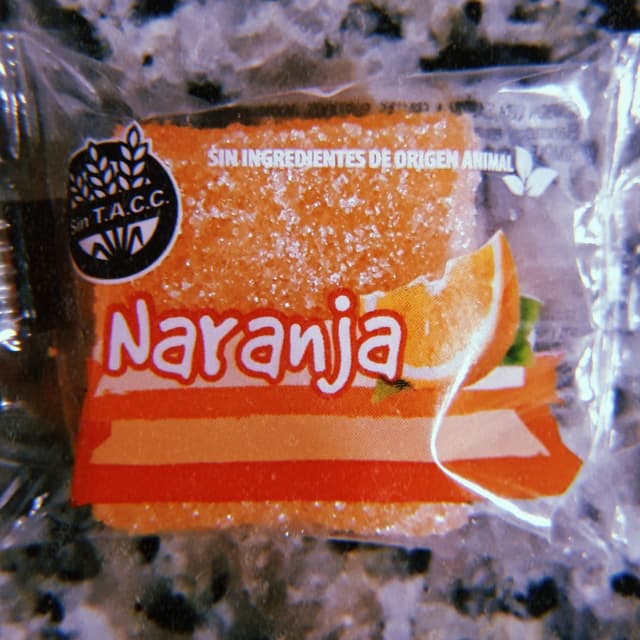 SIN INGREDIENTES DE ORIGEN ANIMAL
Sin T.A.C.C.
Naranja